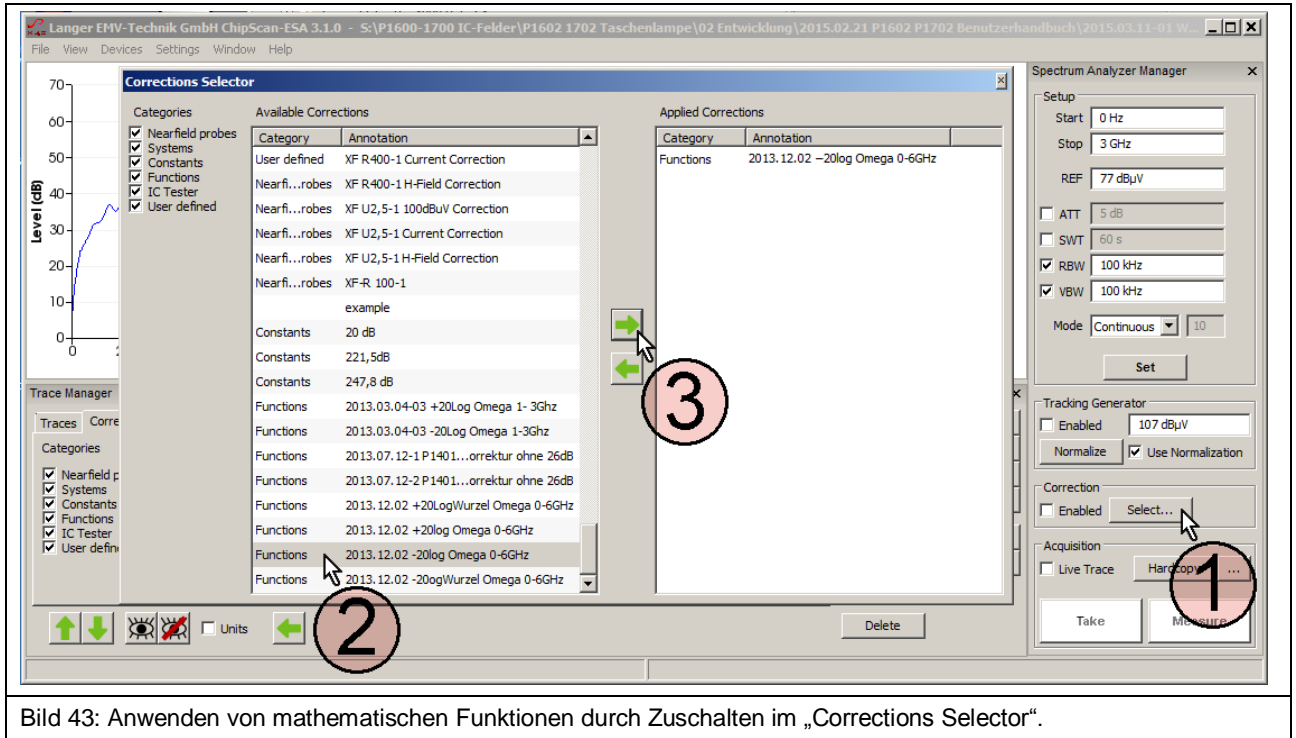 Langer EMV-Technik GmbH ChipScan-ESA 3.1.0 - S:\P1600-1700 IC-Felder\P1602 1702 Taschenlampe\02 Entwicklung\2015.02.21 P1602 P1702 Benutzerhandbuch\2015.03.11-01 W...
File View Devices Settings Window Help
70
60
50
40
30
20
10
0
Level (dB)
0
Corrections Selector
Categories
Nearfield probes
Systems
Constants
Functions
IC Tester
User defined
Available Corrections
Category Annotation
User defined XF R400-1 Current Correction
Nearfi...robes XF R400-1 H-Field Correction
Nearfi...robes XF U2,5-1 100dBuV Correction
Nearfi...robes XF U2,5-1 Current Correction
Nearfi...robes XF U2,5-1 H-Field Correction
Nearfi...robes XF-R 100-1
example
Constants 20 dB
Constants 221,5dB
Constants 247,8 dB
Functions 2013.03.04-03 +20Log Omega 1- 3Ghz
Functions 2013.03.04-03 -20Log Omega 1-3Ghz
Functions 2013.07.12-1 P1401...orrektur ohne 26dB
Functions 2013.07.12-2 P1401...orrektur ohne 26dB
Functions 2013.12.02 +20LogWurzel Omega 0-6GHz
Functions 2013.12.02 +20log Omega 0-6GHz
Functions 2013.12.02 -20log Omega 0-6GHz
Functions 2013.12.02 -20ogWurzel Omega 0-6GHz
Applied Corrections
Category Annotation
Functions 2013.12.02 −20log Omega 0-6GHz
3
2
Trace Manager
Traces Corre
Categories
Nearfield p
Systems
Constants
Functions
IC Tester
User defin
Units
Delete
Spectrum Analyzer Manager
Setup
Start 0 Hz
Stop 3 GHz
REF 77 dBµV
ATT 5 dB
SWT 60 s
RBW 100 kHz
VBW 100 kHz
Mode Continuous 10
Set
Tracking Generator
Enabled 107 dBµV
Normalize Use Normalization
Correction
Enabled Select...
Acquisition
Live Trace Hardcopy ...
1
Take Measure
Bild 43: Anwenden von mathematischen Funktionen durch Zuschalten im „Corrections Selector“.